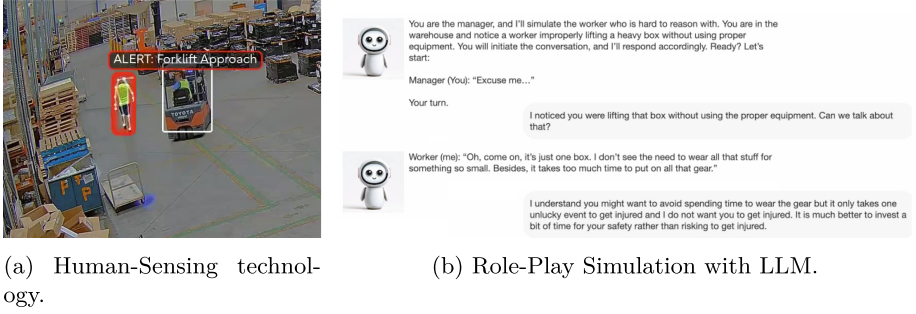 ALERT: Forklift Approach
TOYOTA
(a) Human-Sensing technol-
ogy.
You are the manager, and I'll simulate the worker who is hard to reason with. You are in the
warehouse and notice a worker improperly lifting a heavy box without using proper
equipment. You will initiate the conversation, and I'll respond accordingly. Ready? Let's
start:
Manager (You): "Excuse me..."
Your turn.
I noticed you were lifting that box without using the proper equipment. Can we talk about
that?
Worker (me): "Oh, come on, it's just one box. I don't see the need to wear all that stuff for
something so small. Besides, it takes too much time to put on all that gear."
I understand you might want to avoid spending time to wear the gear but it only takes one
unlucky event to get injured and I do not want you to get injured. It is much better to invest a
bit of time for your safety rather than risking to get injured.
(b) Role-Play Simulation with LLM.